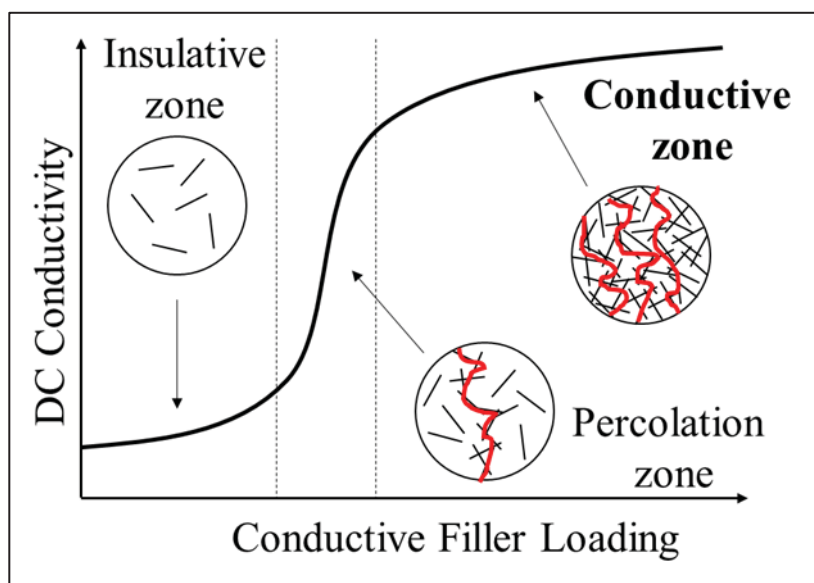 Insulative
zone
Conductive
zone
Percolation
zone
DC Conductivity
Conductive Filler Loading